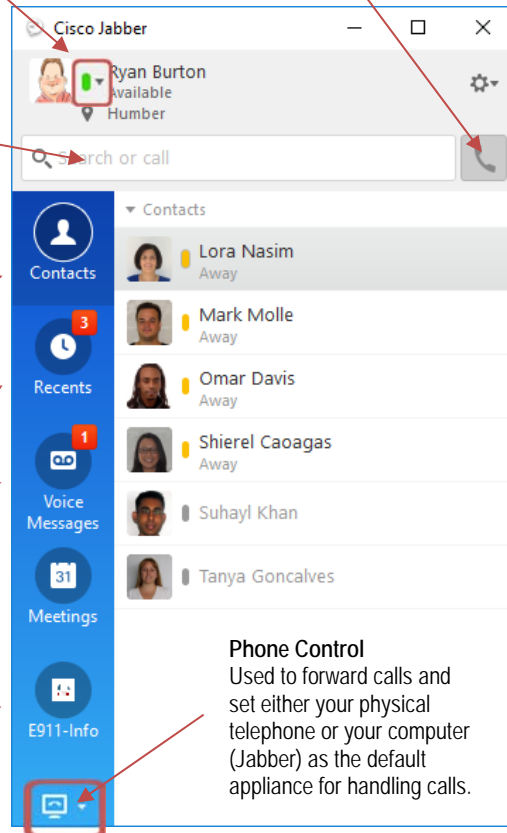 Cisco Jabber
Ryan Burton
Available
Humber
Search or call
Contacts
Contacts
Lora Nasim
Away
3
Mark Molle
Away
Recents
Omar Davis
Away
1
Shierel Caoagas
Away
Voice
Messages
Suhayl Khan
31
Meetings
Tanya Goncalves
E911-Info
Phone Control
Used to forward calls and
set either your physical
telephone or your computer
(Jabber) as the default
appliance for handling calls.